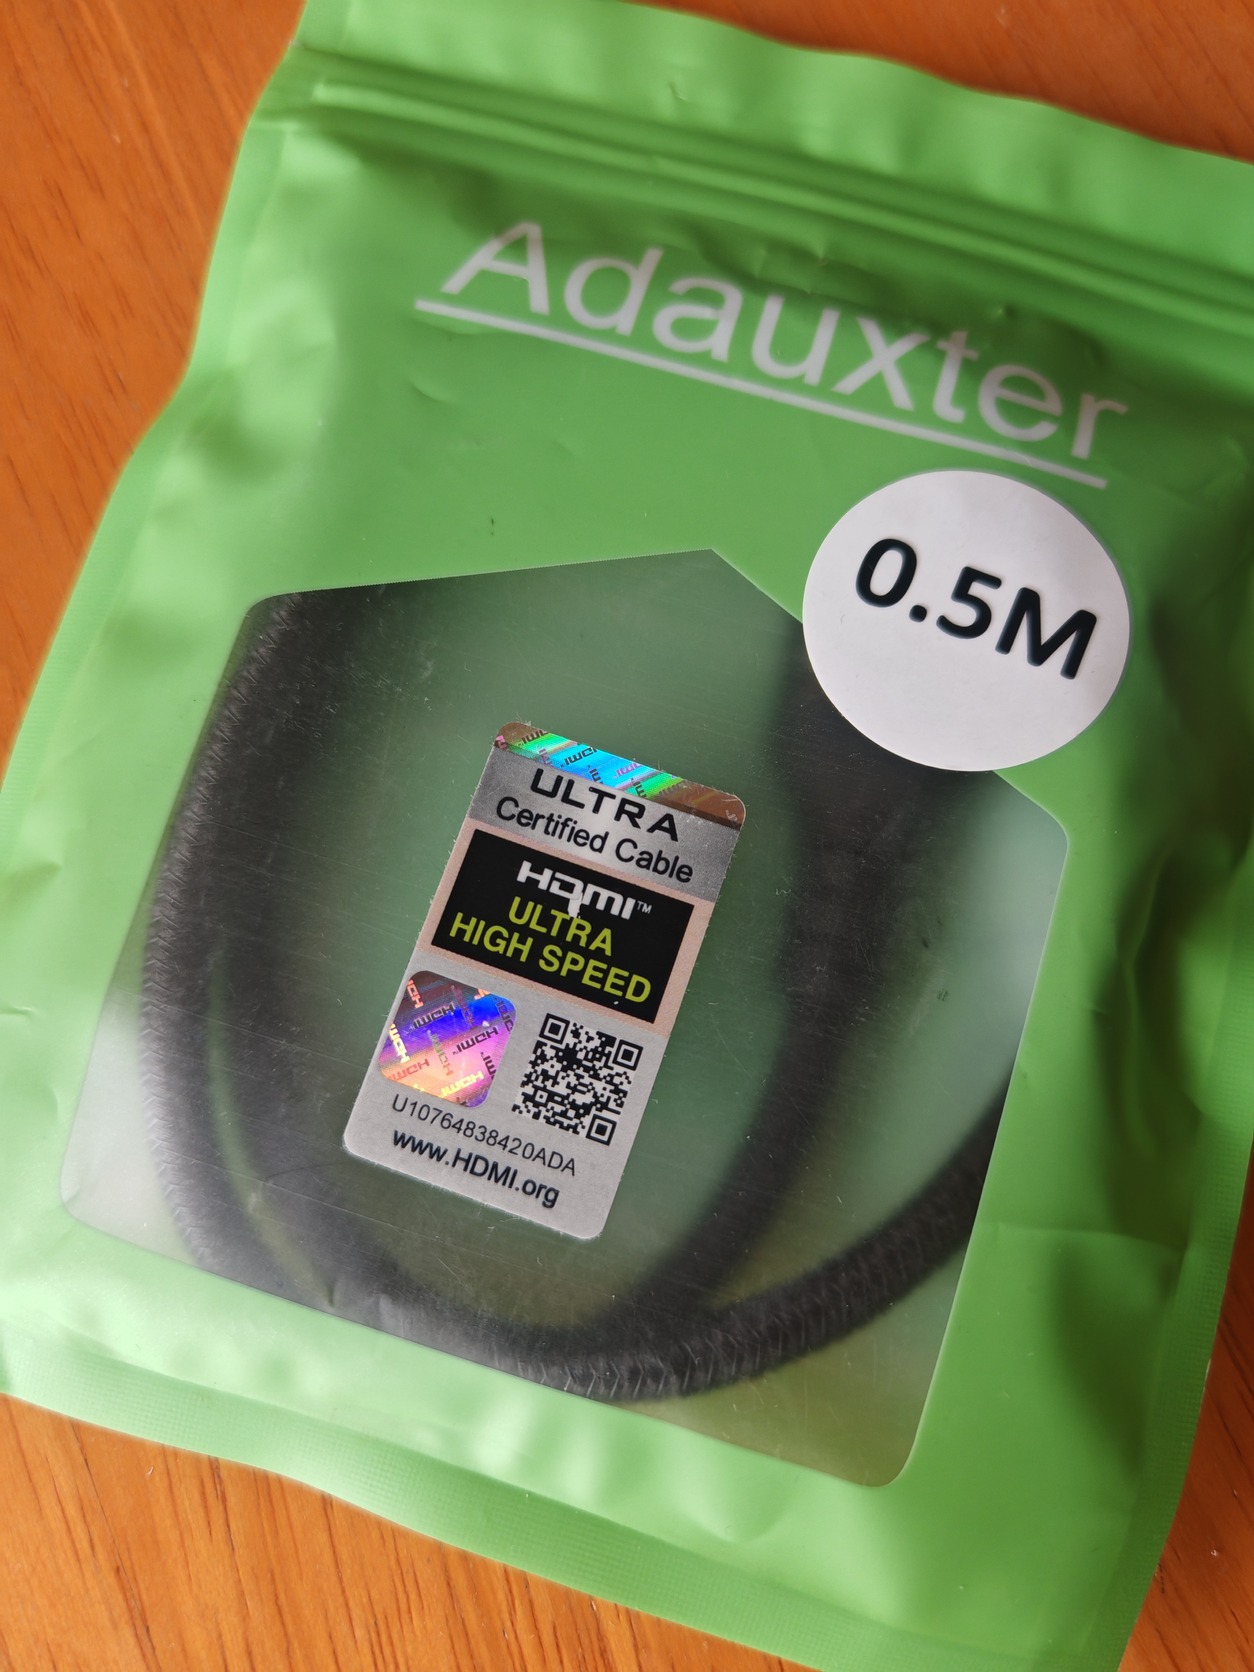 Adauxter
0.5M
ULTRA
Certified Cable
HDMI™
ULTRA
HIGH SPEED
U10764838420ADA
www.HDMI.org